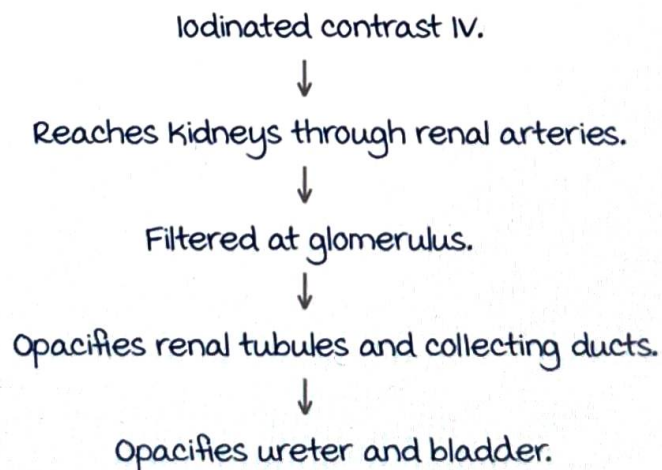 Iodinated contrast IV.
↓
Reaches kidneys through renal arteries.
↓
Filtered at glomerulus.
↓
Opacifies renal tubules and collecting ducts.
↓
Opacifies ureter and bladder.